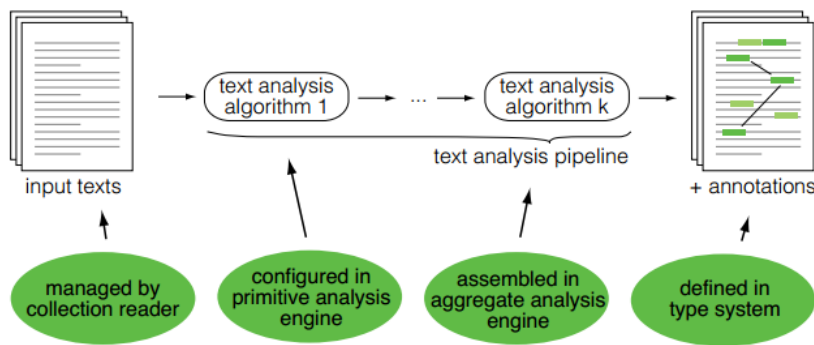 text analysis
algorithm 1
...
text analysis
algorithm k
text analysis pipeline
input texts
+ annotations
managed by
collection reader
configured in
primitive analysis
engine
assembled in
aggregate analysis
engine
defined in
type system